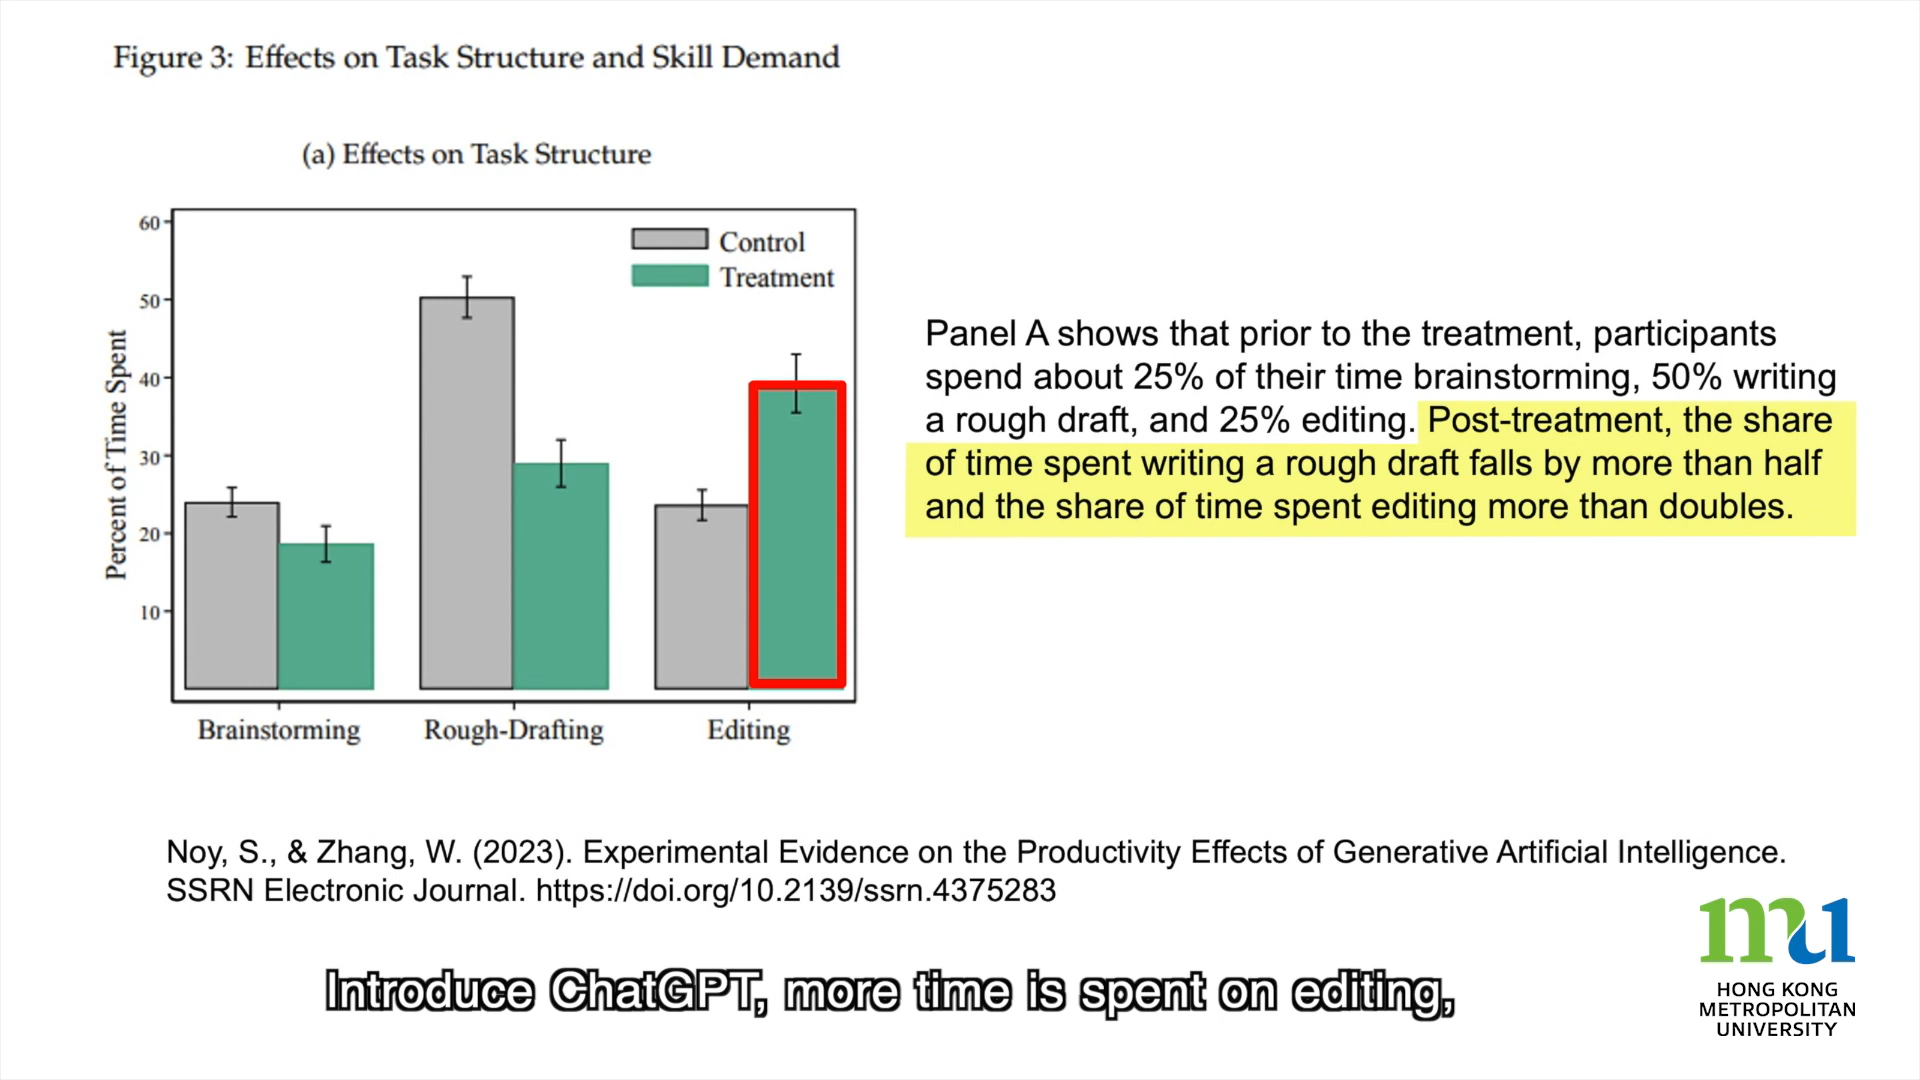 Figure 3: Effects on Task Structure and Skill Demand
(a) Effects on Task Structure
60
50
40
30
20
10
Percent of Time Spent
Control
Treatment
Brainstorming
Rough-Drafting
Editing
Panel A shows that prior to the treatment, participants
spend about 25% of their time brainstorming, 50% writing
a rough draft, and 25% editing. Post-treatment, the share
of time spent writing a rough draft falls by more than half
and the share of time spent editing more than doubles.
Noy, S., & Zhang, W. (2023). Experimental Evidence on the Productivity Effects of Generative Artificial Intelligence.
SSRN Electronic Journal. https://doi.org/10.2139/ssrn.4375283
Introduce ChatGPT, more time is spent on editing,
mu
HONG KONG
METROPOLITAN
UNIVERSITY